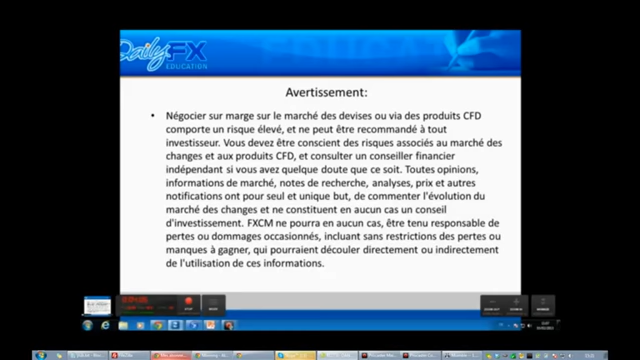 DailyFX
EDUCATION
Avertissement:
• Négocier sur marge sur le marché des devises ou via des produits CFD
comporte un risque élevé, et ne peut être recommandé à tout
investisseur. Vous devez être conscient des risques associés au marché des
changes et aux produits CFD, et consulter un conseiller financier
indépendant si vous avez quelque doute que ce soit. Toutes opinions,
informations de marché, notes de recherche, analyses, prix et autres
notifications ont pour seul et unique but, de commenter l'évolution du
marché des changes et ne constituent en aucun cas un conseil
d'investissement. FXCM ne pourra en aucun cas, être tenu responsable de
pertes ou dommages occasionnés, incluant sans restrictions des pertes ou
manques à gagner, qui pourraient découler directement ou indirectement
de l'utilisation de ces informations.